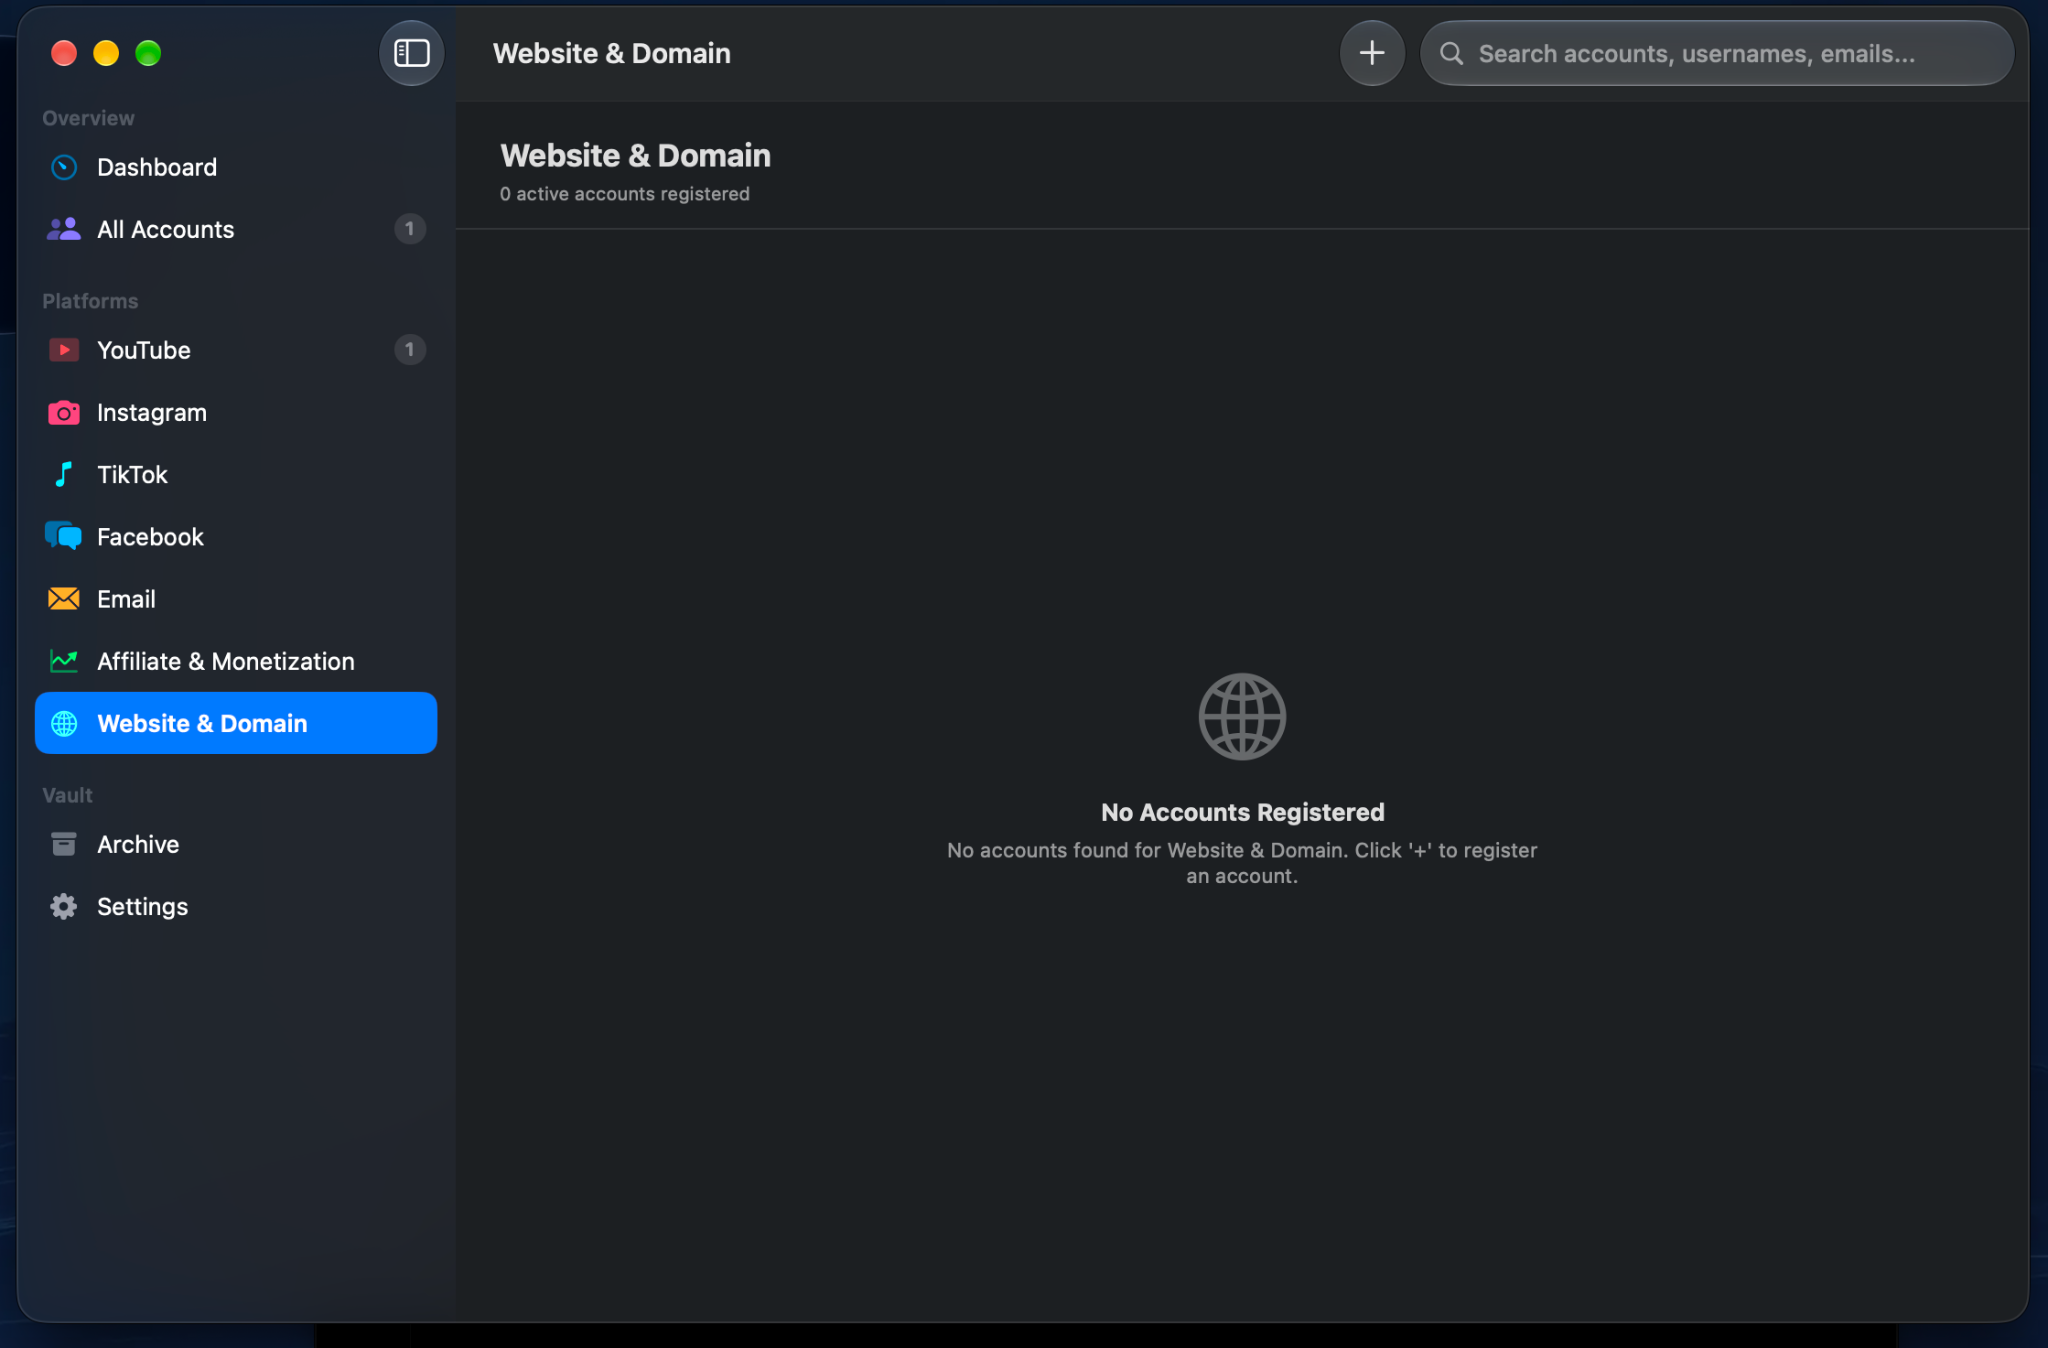 Website & Domain
Search accounts, usernames, emails...
Overview
Dashboard
All Accounts
1
Platforms
YouTube
1
Instagram
TikTok
Facebook
Email
Affiliate & Monetization
Website & Domain
Vault
Archive
Settings
Website & Domain
0 active accounts registered
No Accounts Registered
No accounts found for Website & Domain. Click '+' to register
an account.